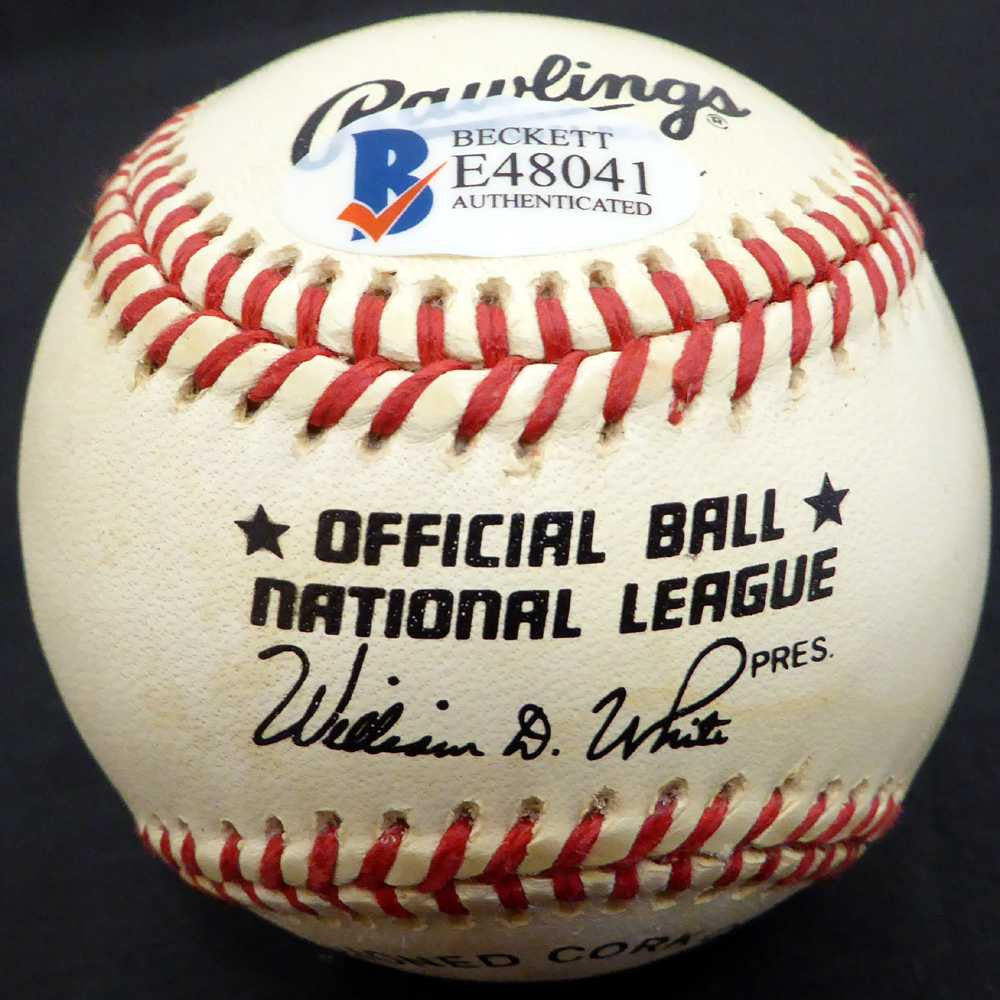 Rawlings®
BECKETT
E48041
AUTHENTICATED
★ OFFICIAL BALL ★
NATIONAL LEAGUE
William D. White PRES.